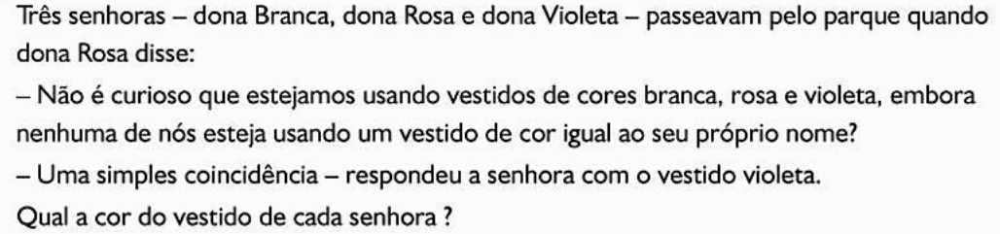 Três senhoras – dona Branca, dona Rosa e dona Violeta – passeavam pelo parque quando
dona Rosa disse:
– Não é curioso que estejamos usando vestidos de cores branca, rosa e violeta, embora
nenhuma de nós esteja usando um vestido de cor igual ao seu próprio nome?
– Uma simples coincidência – respondeu a senhora com o vestido violeta.
Qual a cor do vestido de cada senhora ?